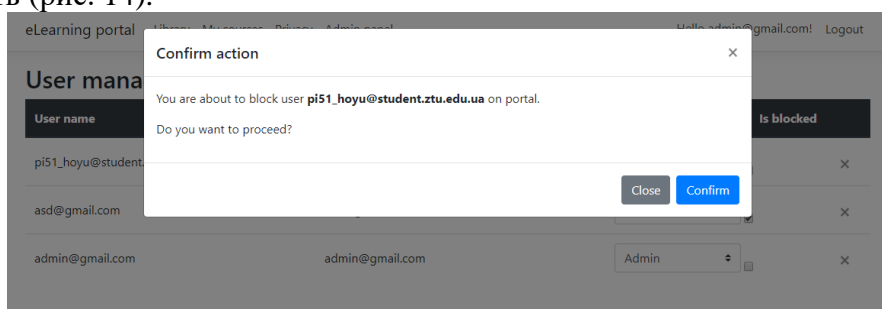 ь (рис. 14).
eLearning portal Library My courses Privacy Admin panel Hello admin@gmail.com! Logout
Confirm action ×
User mana
You are about to block user pi51_hoyu@student.ztu.edu.ua on portal.
User name Is blocked
Do you want to proceed?
pi51_hoyu@student. ×
Close Confirm
asd@gmail.com ×
admin@gmail.com admin@gmail.com Admin ×